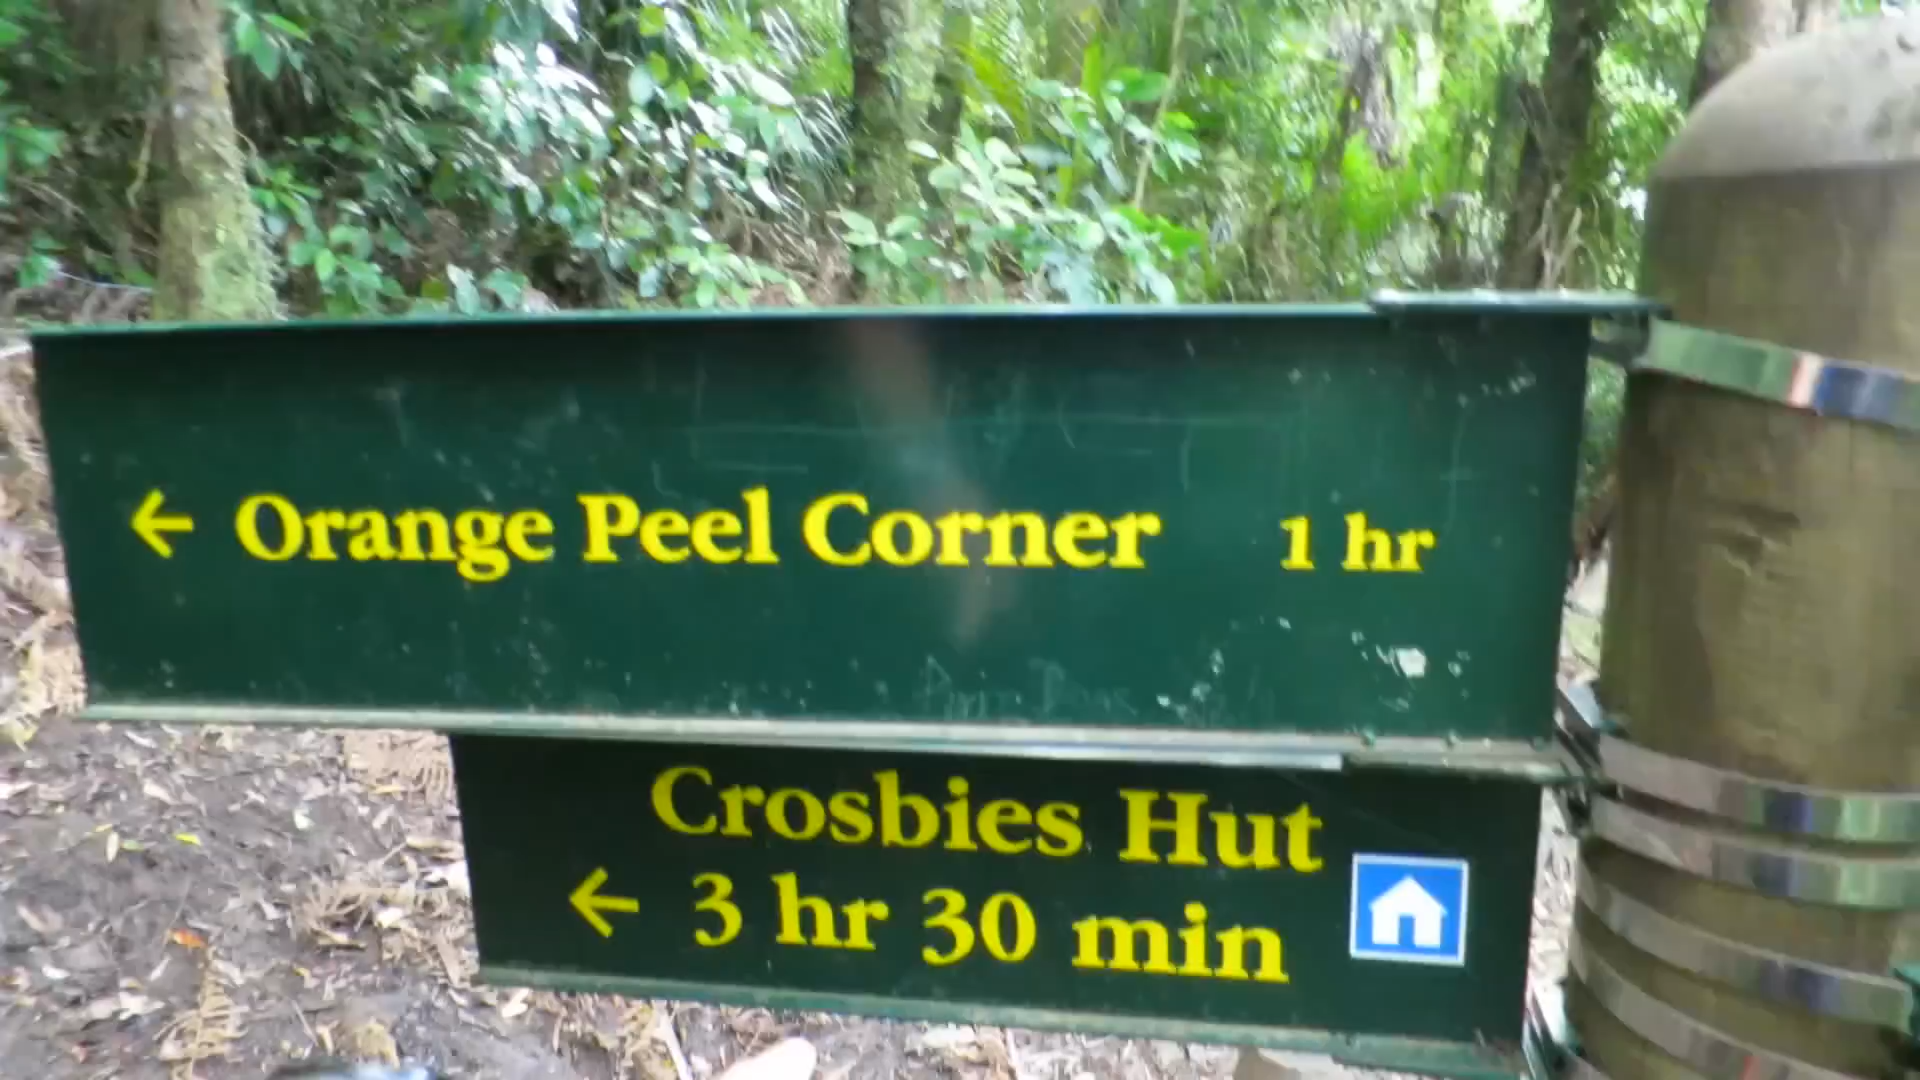 ← Orange Peel Corner 1 hr
Crosbies Hut
← 3 hr 30 min